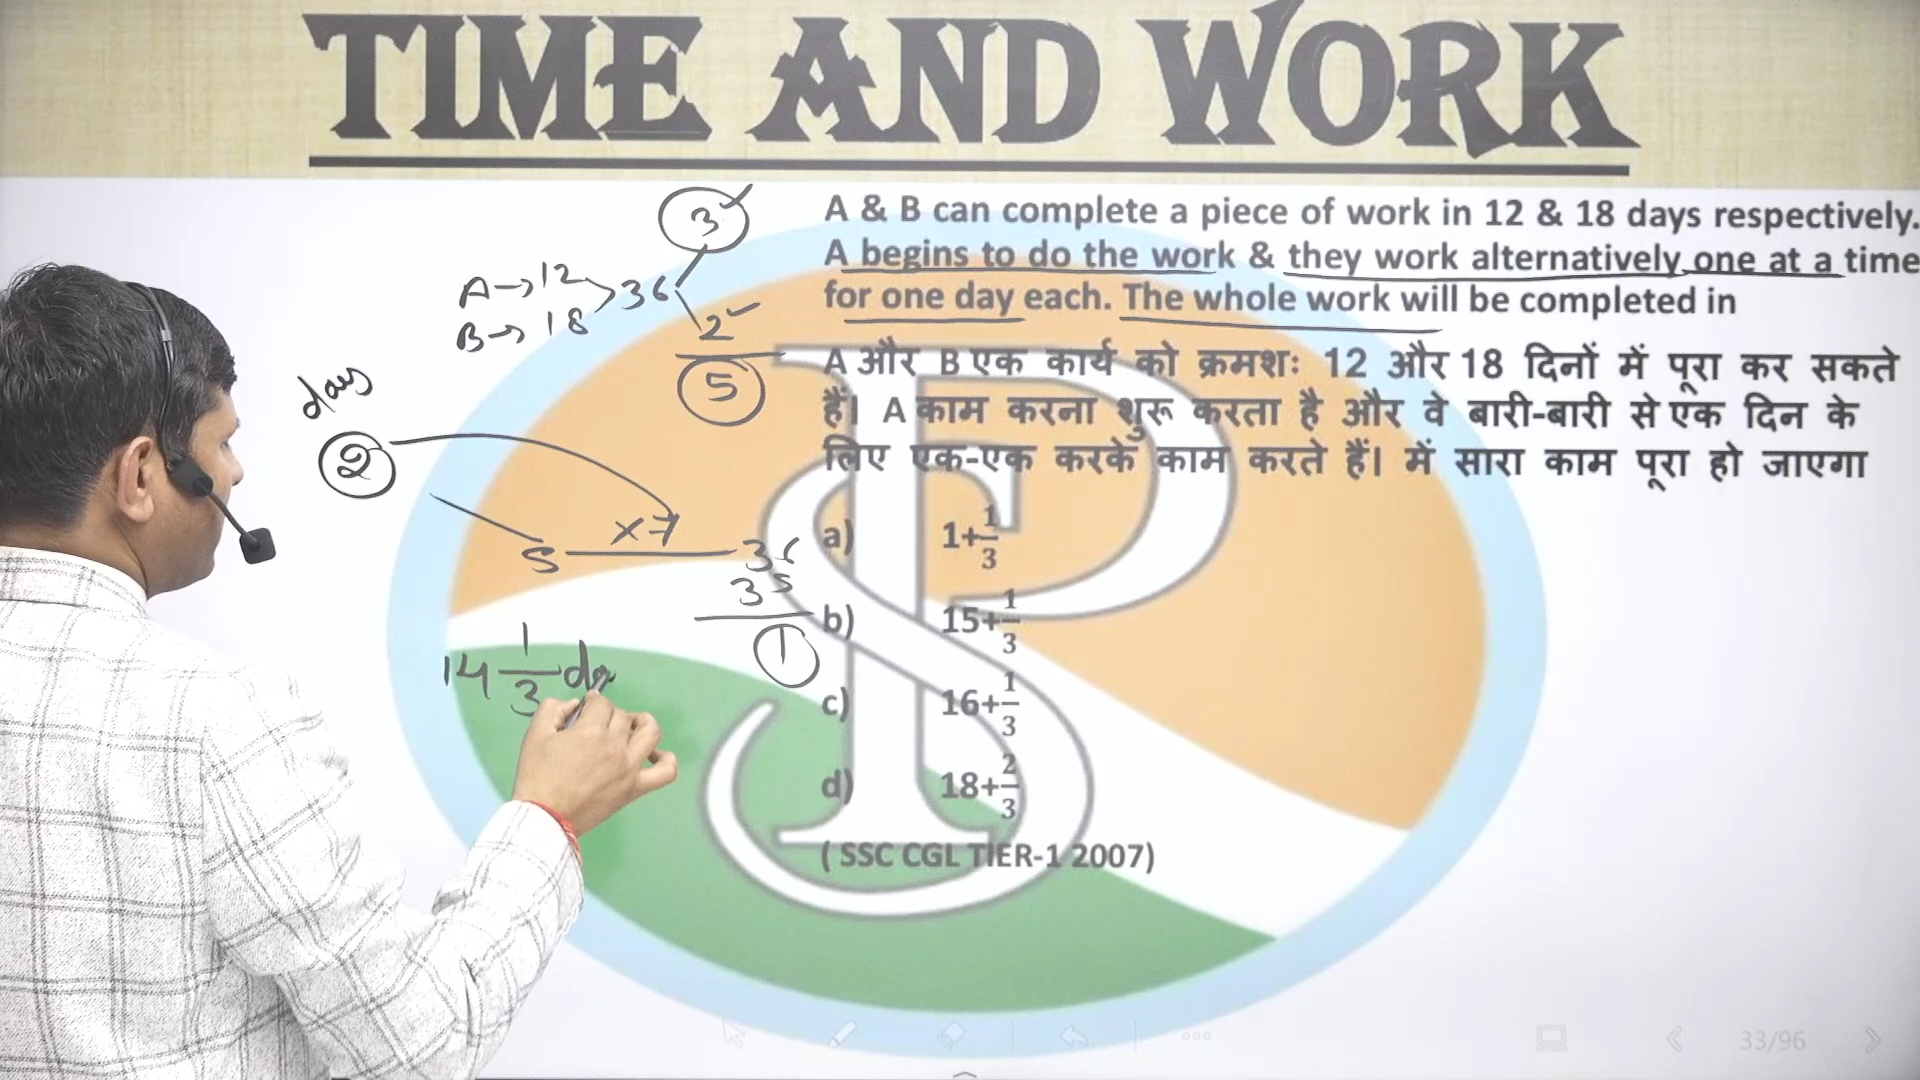 TIME AND WORK
A & B can complete a piece of work in 12 & 18 days respectively.
A begins to do the work & they work alternatively one at a time
for one day each. The whole work will be completed in
A और B एक कार्य को क्रमशः 12 और 18 दिनों में पूरा कर सकते
हैं। A काम करना शुरू करता है और वे बारी-बारी से एक दिन के
लिए एक-एक करके काम करते हैं। में सारा काम पूरा हो जाएगा
a) 1+1/3
b) 15+1/3
c) 16+1/3
d) 18+2/3
( SSC CGL TIER-1 2007)
3
A→12
36
B→18
2
5
days
2
5 ×7 36
35
1
14 1/3 da
33/96